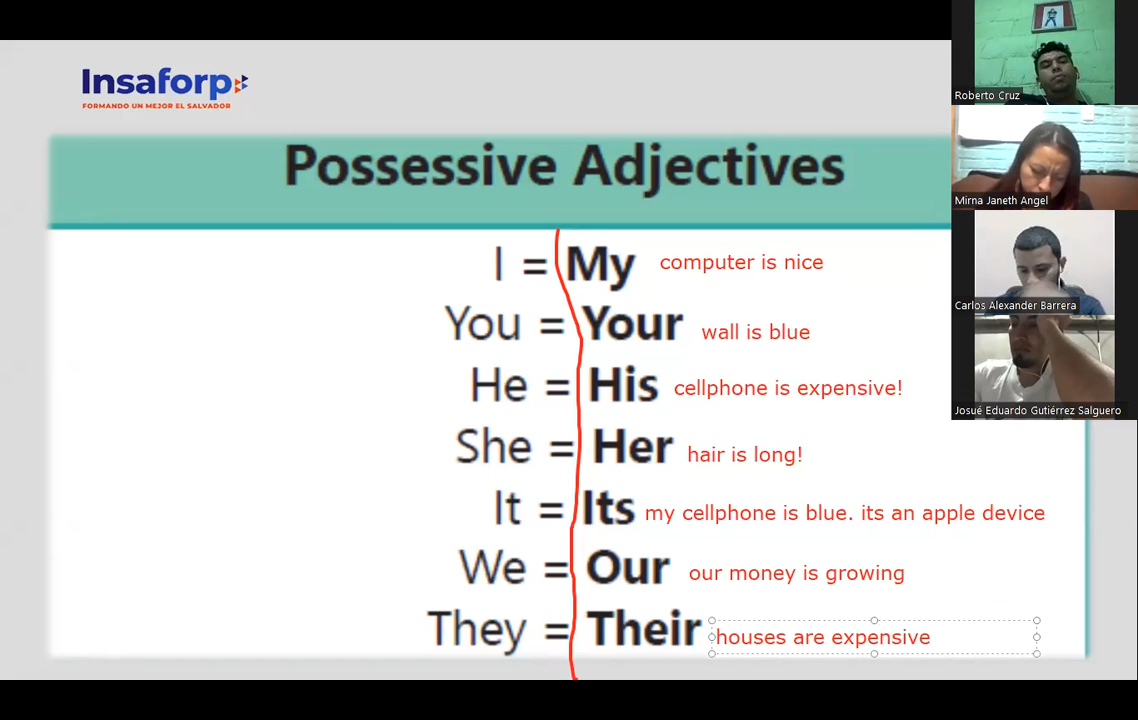 Insaforp
FORMANDO UN MEJOR EL SALVADOR
Possessive Adjectives
I = My computer is nice
You = Your wall is blue
He = His cellphone is expensive!
She = Her hair is long!
It = Its my cellphone is blue. its an apple device
We = Our our money is growing
They = Their houses are expensive
Roberto Cruz
Mirna Janeth Angel
Carlos Alexander Barrera
Josué Eduardo Gutiérrez Salguero